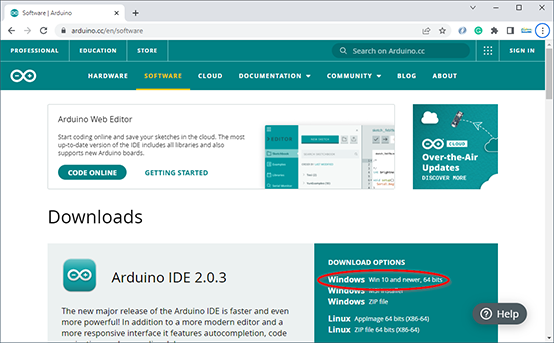 Software | Arduino
arduino.cc/en/software
PROFESSIONAL EDUCATION STORE Search on Arduino.cc SIGN IN
HARDWARE SOFTWARE CLOUD DOCUMENTATION COMMUNITY BLOG ABOUT
Arduino Web Editor
Start coding online and save your sketches in the cloud. The most
up-to-date version of the IDE includes all libraries and also
supports new Arduino boards.
CODE ONLINE GETTING STARTED
CLOUD
Over-the-Air
Updates
DISCOVER MORE
Downloads
Arduino IDE 2.0.3
The new major release of the Arduino IDE is faster and even
more powerful! In addition to a more modern editor and a
more responsive interface it features autocompletion, code
DOWNLOAD OPTIONS
Windows Win 10 and newer, 64 bits
Windows MSI installer
Windows ZIP file
Linux AppImage 64 bits (X86-64)
Linux ZIP file 64 bits (X86-64)
Help